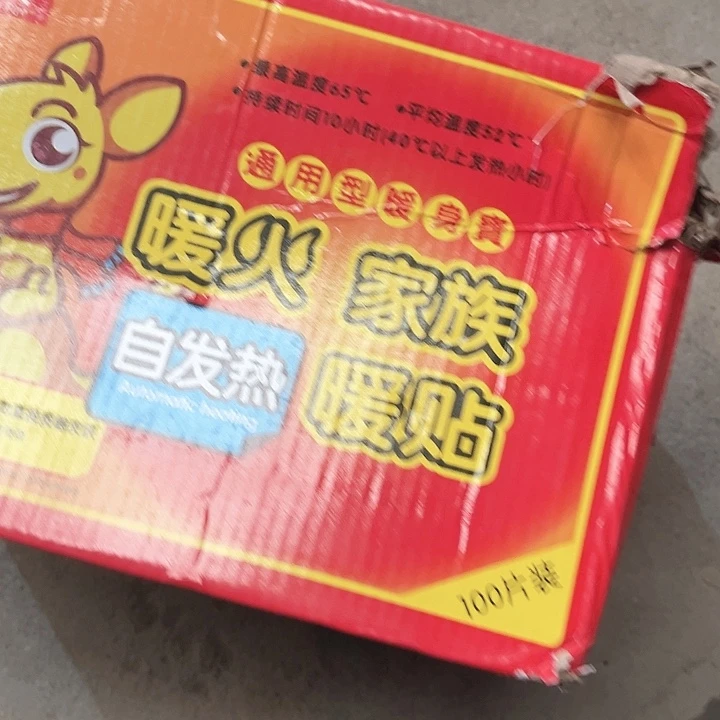 •最高温度65℃ •平均温度52℃
•持续时间10小时(40℃以上发热小时)
通用型暖身寶
暖火 家族
自发热
Automatic heating
暖贴
100片装